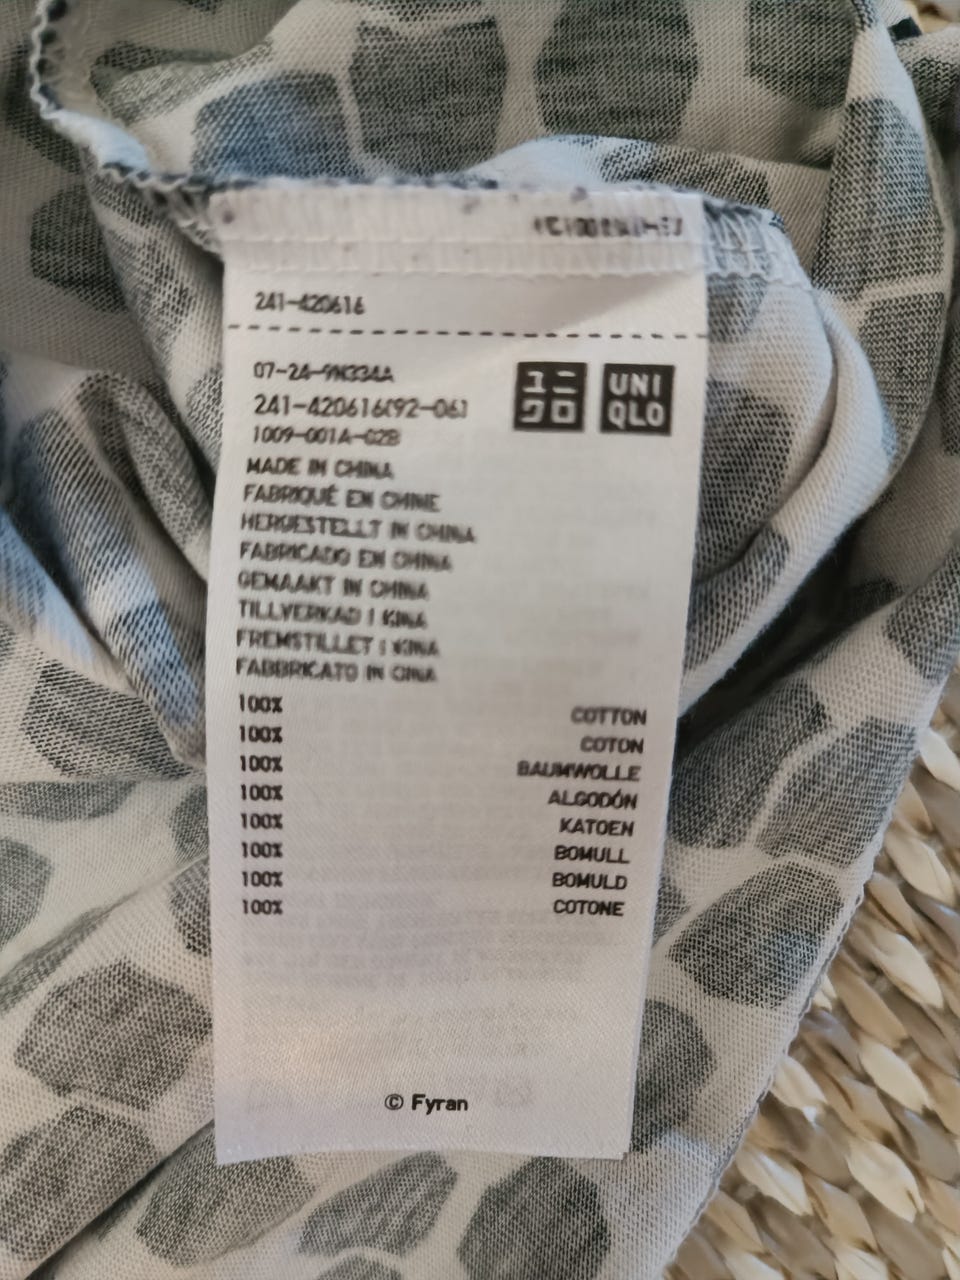 241-420616
07-24-9N334A
241-420616(92-06)
1009-001A-02B
ユニ
クロ
UNI
QLO
MADE IN CHINA
FABRIQUÉ EN CHINE
HERGESTELLT IN CHINA
FABRICADO EN CHINA
GEMAAKT IN CHINA
TILLVERKAD I KINA
FREMSTILLET I KINA
FABBRICATO IN CINA
100% COTTON
100% COTON
100% BAUMWOLLE
100% ALGODÓN
100% KATOEN
100% BOMULL
100% BOMULD
100% COTONE
© Fyran